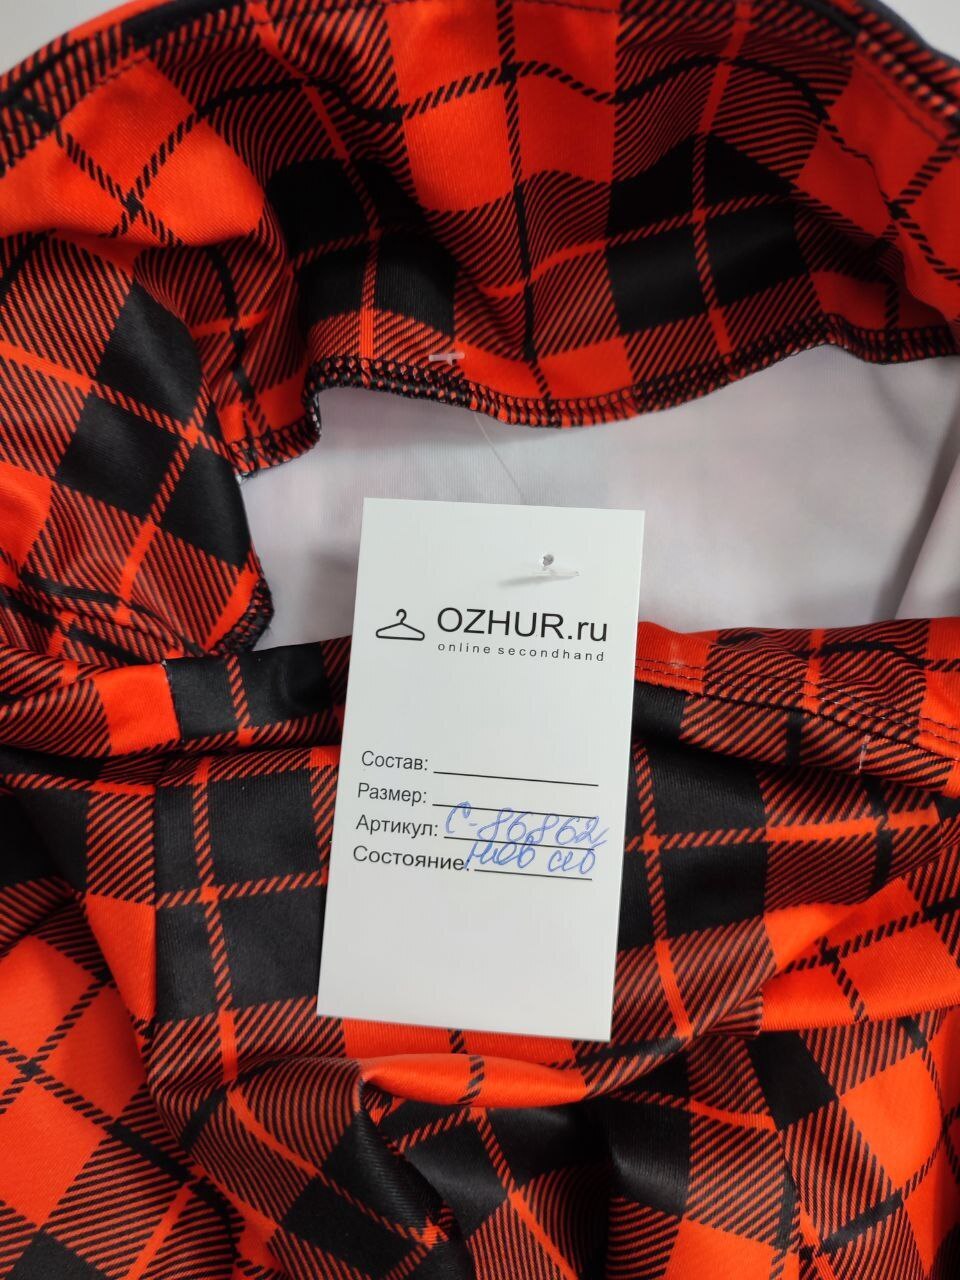 OZHUR.ru
online secondhand
Состав:
Размер:
Артикул: С-86862
Состояние: